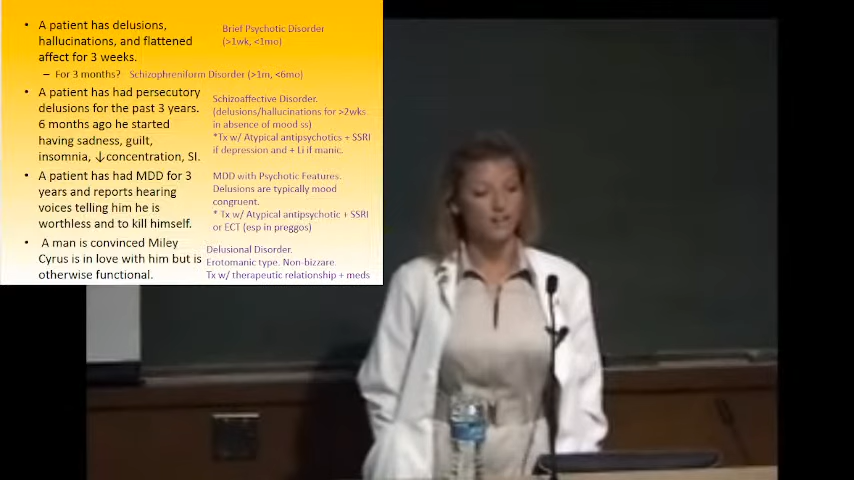 • A patient has delusions,
hallucinations, and flattened
affect for 3 weeks.
Brief Psychotic Disorder
(>1wk, <1mo)
– For 3 months? Schizophreniform Disorder (>1m, <6mo)
• A patient has had persecutory
delusions for the past 3 years.
6 months ago he started
having sadness, guilt,
insomnia, ↓concentration, SI.
Schizoaffective Disorder.
(delusions/hallucinations for >2wks
in absence of mood ss)
*Tx w/ Atypical antipsychotics + SSRI
if depression and + Li if manic.
• A patient has had MDD for 3
years and reports hearing
voices telling him he is
worthless and to kill himself.
MDD with Psychotic Features.
Delusions are typically mood
congruent.
* Tx w/ Atypical antipsychotic + SSRI
or ECT (esp in preggos)
• A man is convinced Miley
Cyrus is in love with him but is
otherwise functional.
Delusional Disorder.
Erotomanic type. Non-bizzare.
Tx w/ therapeutic relationship + meds